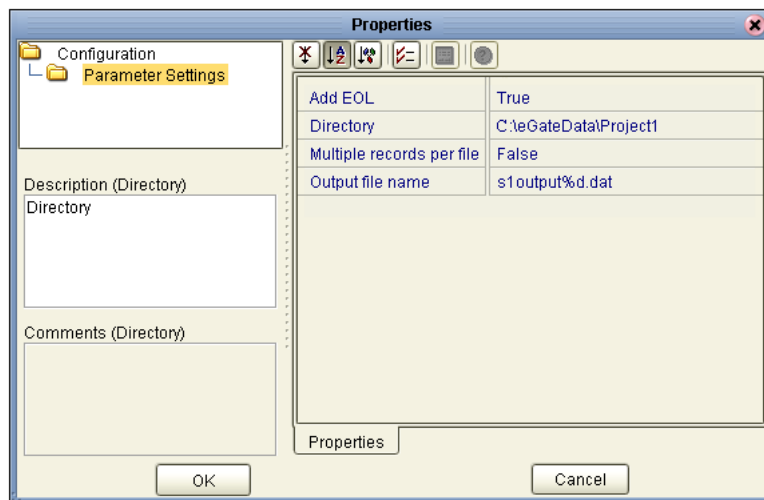 Properties
Configuration
Parameter Settings
Description (Directory)
Directory
Comments (Directory)
Add EOL True
Directory C:\eGateData\Project1
Multiple records per file False
Output file name s1output%d.dat
Properties
OK
Cancel